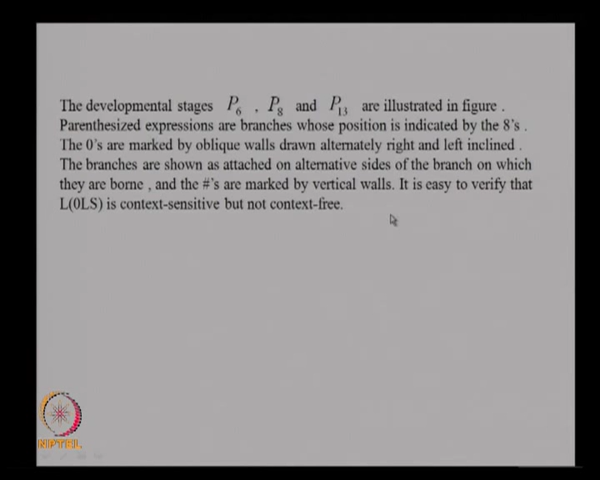 The developmental stages P₆ , P₈ and P₁₃ are illustrated in figure .
Parenthesized expressions are branches whose position is indicated by the 8's .
The 0's are marked by oblique walls drawn alternately right and left inclined .
The branches are shown as attached on alternative sides of the branch on which
they are borne , and the #'s are marked by vertical walls. It is easy to verify that
L(0LS) is context-sensitive but not context-free.
NPTEL